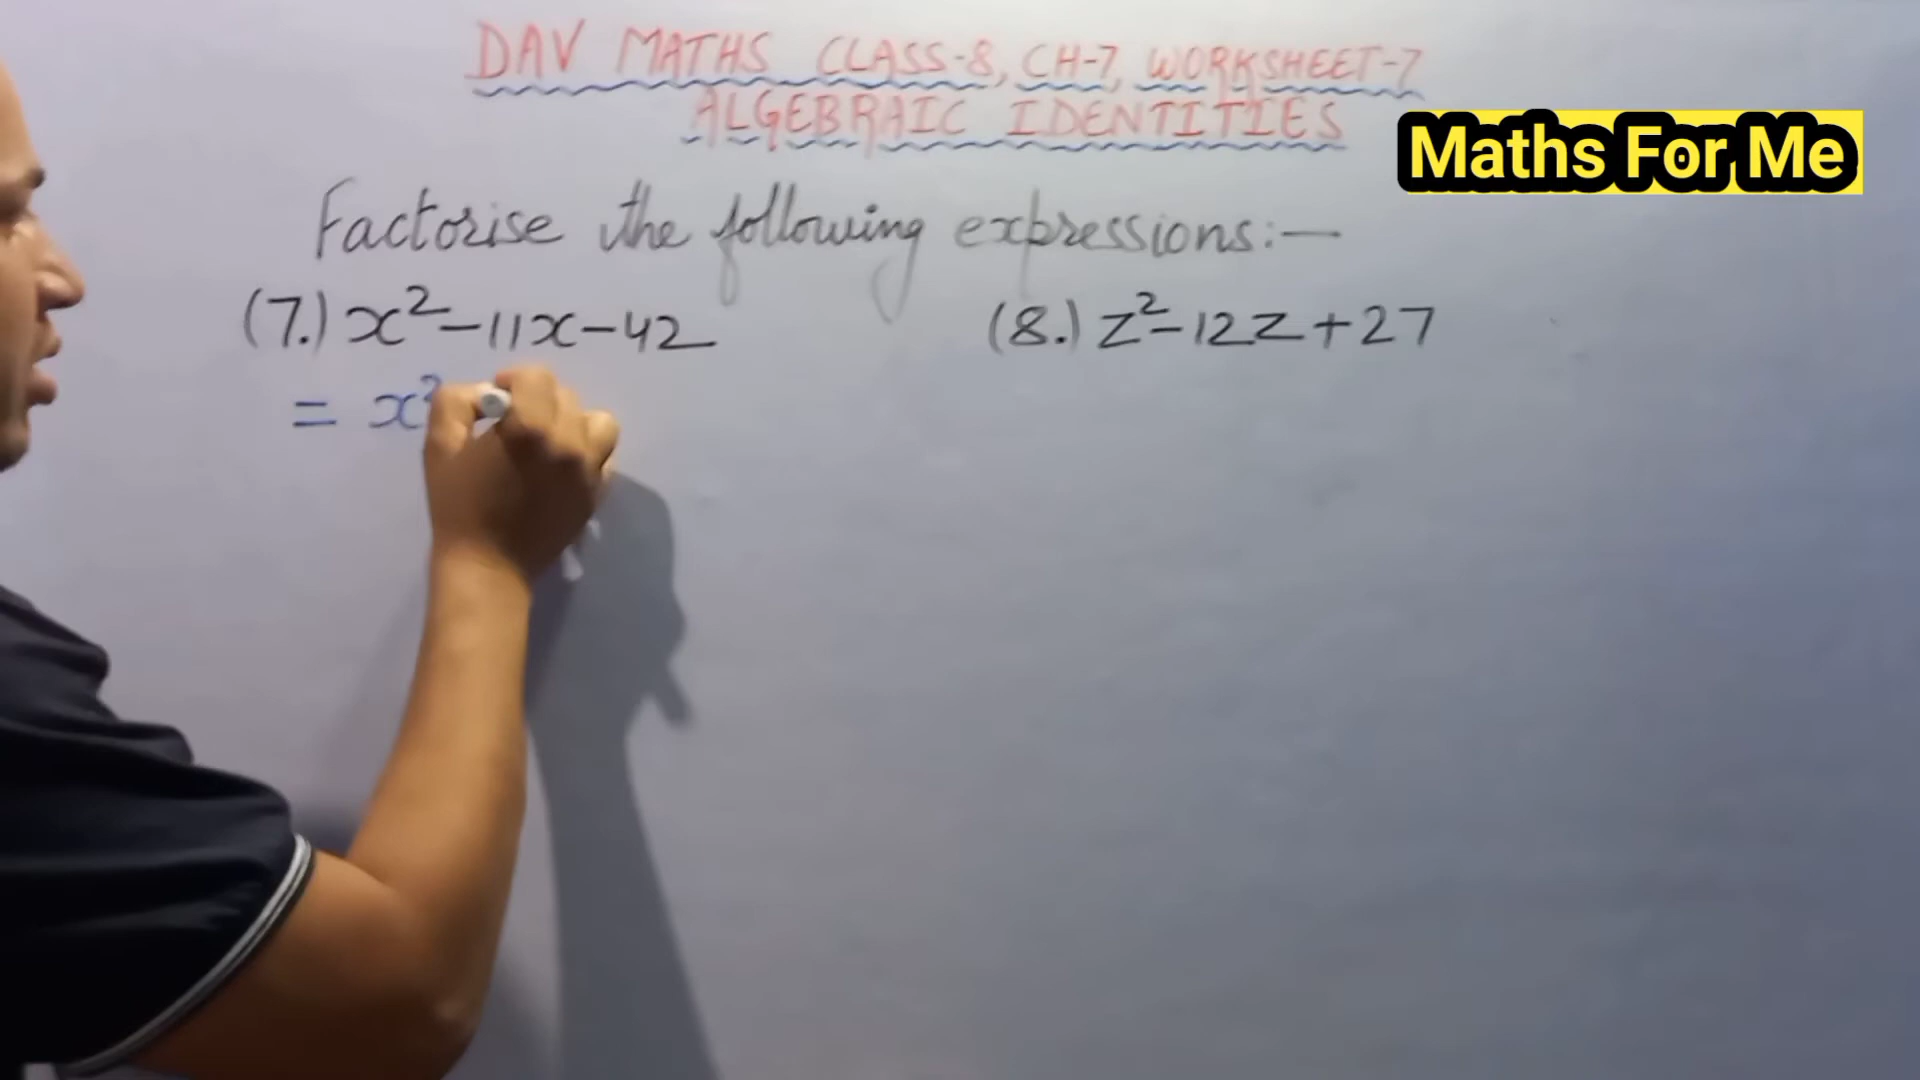 DAV MATHS CLASS-8, CH-7, WORKSHEET-7
ALGEBRAIC IDENTITIES
Maths For Me
Factorise the following expressions:—
(7.) x²-11x-42
(8.) z²-12z+27
= x²